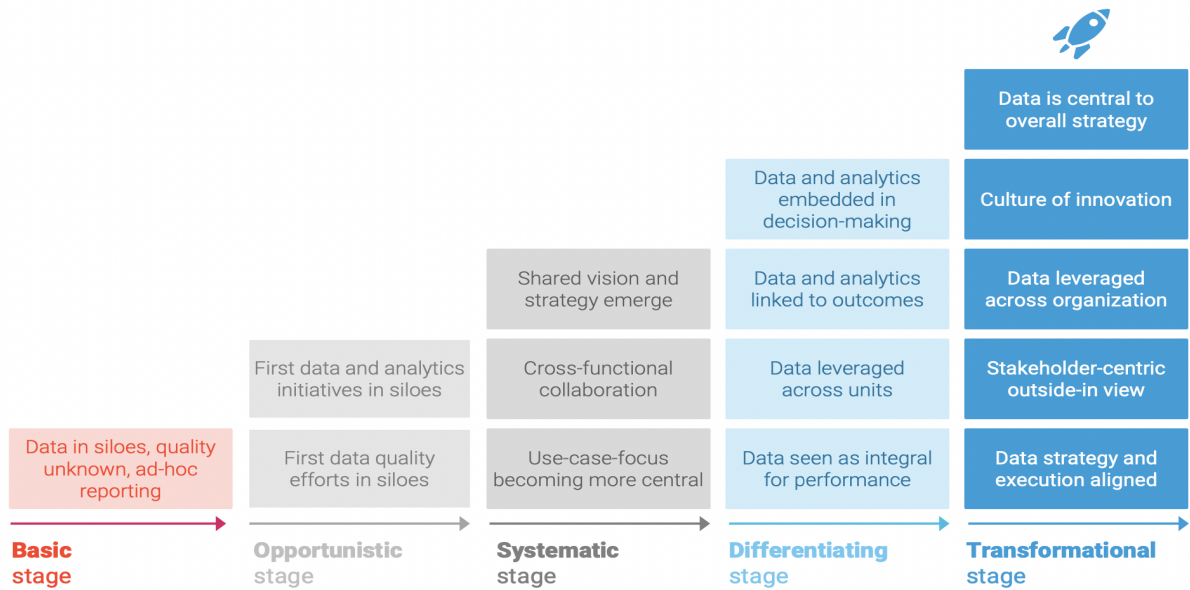 Data is central to
overall strategy
Data and analytics
embedded in
decision-making
Culture of innovation
Shared vision and
strategy emerge
Data and analytics
linked to outcomes
Data leveraged
across organization
First data and analytics
initiatives in siloes
Cross-functional
collaboration
Data leveraged
across units
Stakeholder-centric
outside-in view
Data in siloes, quality
unknown, ad-hoc
reporting
First data quality
efforts in siloes
Use-case-focus
becoming more central
Data seen as integral
for performance
Data strategy and
execution aligned
Basic
stage
Opportunistic
stage
Systematic
stage
Differentiating
stage
Transformational
stage